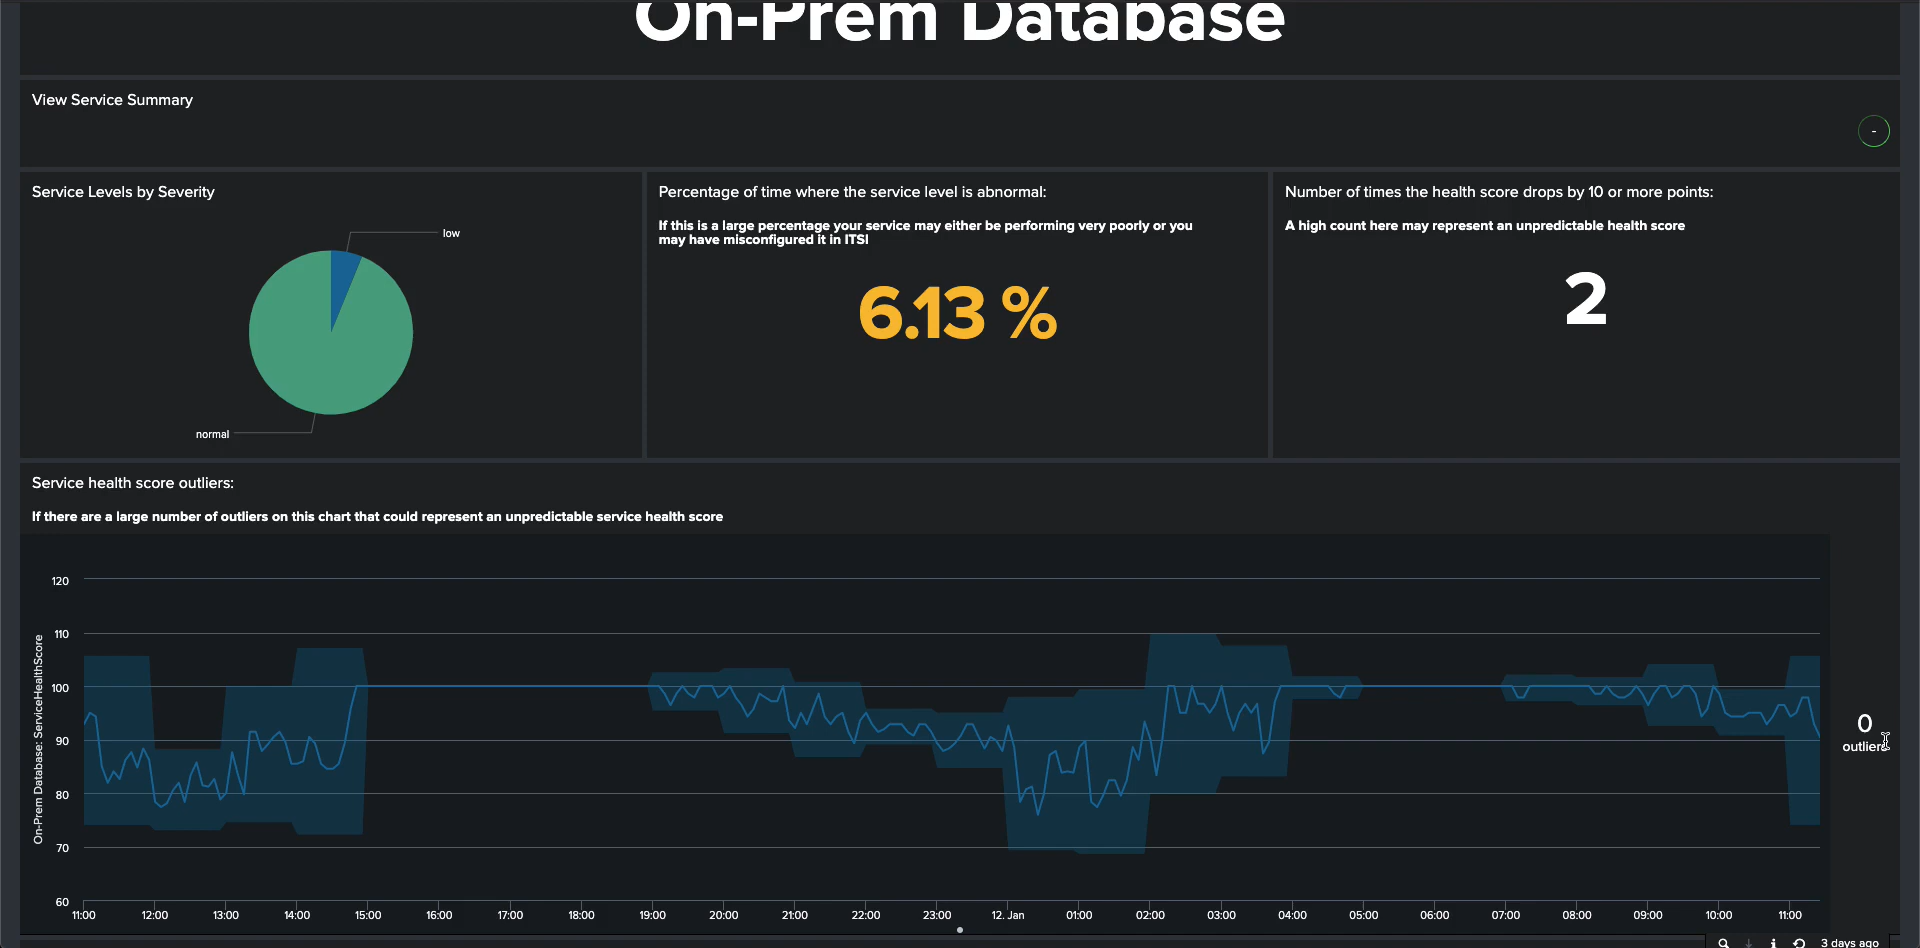 On-Prem Database
View Service Summary
-
Service Levels by Severity
low
normal
Percentage of time where the service level is abnormal:
If this is a large percentage your service may either be performing very poorly or you
may have misconfigured it in ITSI
6.13 %
Number of times the health score drops by 10 or more points:
A high count here may represent an unpredictable health score
2
Service health score outliers:
If there are a large number of outliers on this chart that could represent an unpredictable service health score
On-Prem Database: ServiceHealthScore
120
110
100
90
80
70
60
11:00 12:00 13:00 14:00 15:00 16:00 17:00 18:00 19:00 20:00 21:00 22:00 23:00 12. Jan 01:00 02:00 03:00 04:00 05:00 06:00 07:00 08:00 09:00 10:00 11:00
0
outliers
3 days ago